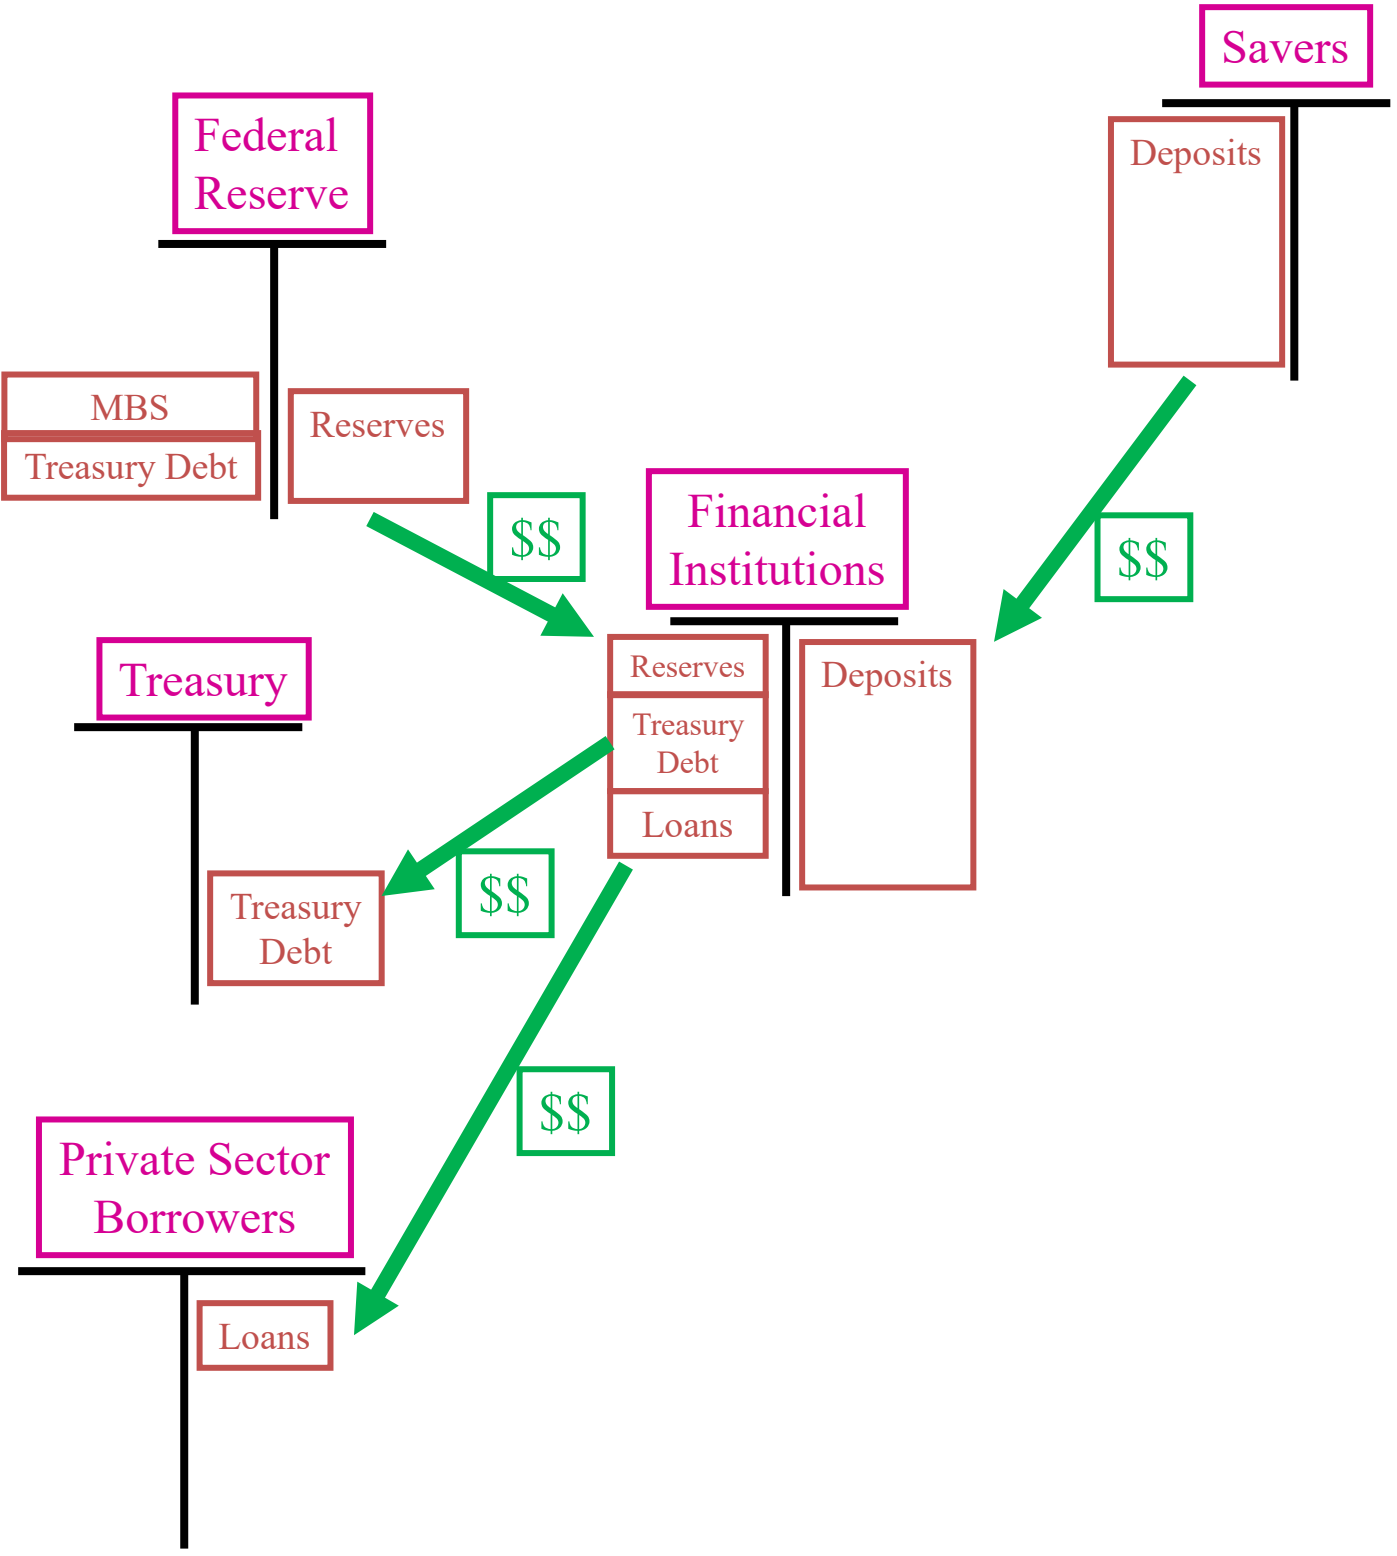 Savers
Deposits
Federal
Reserve
MBS
Treasury Debt
Reserves
$$
Financial
Institutions
$$
Reserves
Treasury
Debt
Loans
Deposits
Treasury
Treasury
Debt
$$
$$
Private Sector
Borrowers
Loans